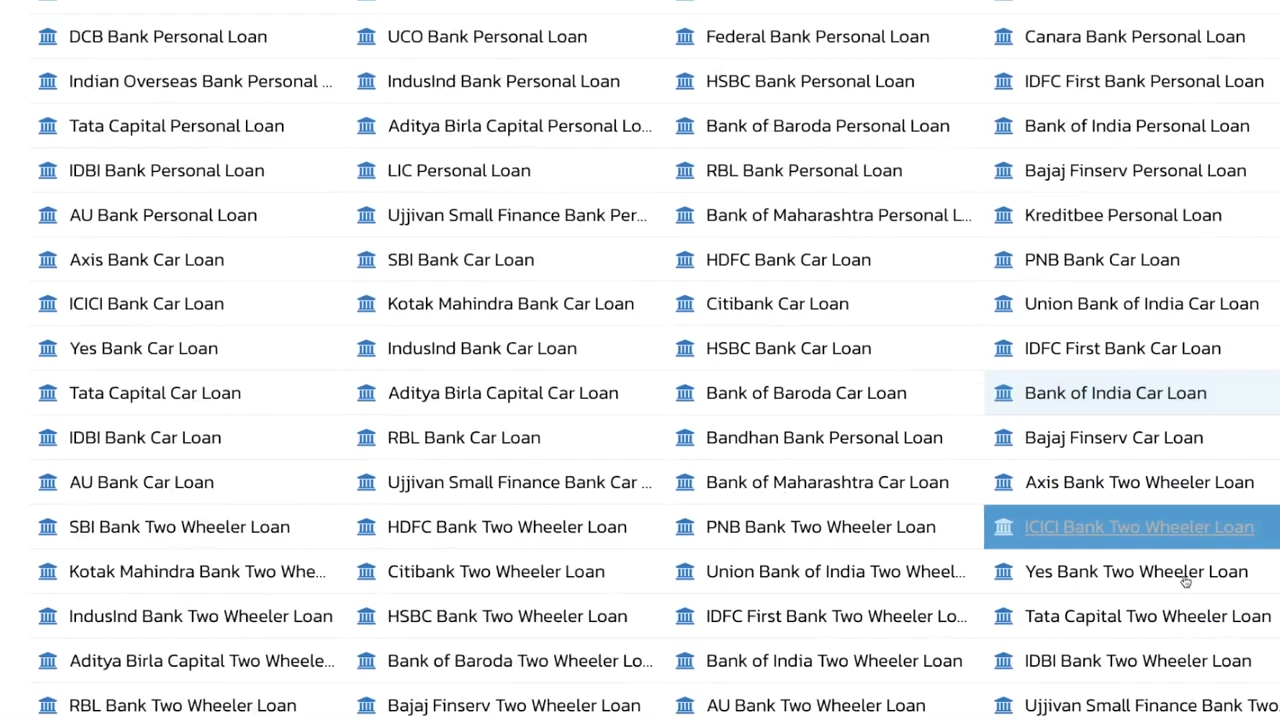 DCB Bank Personal Loan
UCO Bank Personal Loan
Federal Bank Personal Loan
Canara Bank Personal Loan
Indian Overseas Bank Personal ...
IndusInd Bank Personal Loan
HSBC Bank Personal Loan
IDFC First Bank Personal Loan
Tata Capital Personal Loan
Aditya Birla Capital Personal Lo...
Bank of Baroda Personal Loan
Bank of India Personal Loan
IDBI Bank Personal Loan
LIC Personal Loan
RBL Bank Personal Loan
Bajaj Finserv Personal Loan
AU Bank Personal Loan
Ujjivan Small Finance Bank Per...
Bank of Maharashtra Personal L...
Kreditbee Personal Loan
Axis Bank Car Loan
SBI Bank Car Loan
HDFC Bank Car Loan
PNB Bank Car Loan
ICICI Bank Car Loan
Kotak Mahindra Bank Car Loan
Citibank Car Loan
Union Bank of India Car Loan
Yes Bank Car Loan
IndusInd Bank Car Loan
HSBC Bank Car Loan
IDFC First Bank Car Loan
Tata Capital Car Loan
Aditya Birla Capital Car Loan
Bank of Baroda Car Loan
Bank of India Car Loan
IDBI Bank Car Loan
RBL Bank Car Loan
Bandhan Bank Personal Loan
Bajaj Finserv Car Loan
AU Bank Car Loan
Ujjivan Small Finance Bank Car ...
Bank of Maharashtra Car Loan
Axis Bank Two Wheeler Loan
SBI Bank Two Wheeler Loan
HDFC Bank Two Wheeler Loan
PNB Bank Two Wheeler Loan
ICICI Bank Two Wheeler Loan
Kotak Mahindra Bank Two Whe...
Citibank Two Wheeler Loan
Union Bank of India Two Wheel...
Yes Bank Two Wheeler Loan
IndusInd Bank Two Wheeler Loan
HSBC Bank Two Wheeler Loan
IDFC First Bank Two Wheeler Lo...
Tata Capital Two Wheeler Loan
Aditya Birla Capital Two Wheele...
Bank of Baroda Two Wheeler Lo...
Bank of India Two Wheeler Loan
IDBI Bank Two Wheeler Loan
RBL Bank Two Wheeler Loan
Bajaj Finserv Two Wheeler Loan
AU Bank Two Wheeler Loan
Ujjivan Small Finance Bank Two